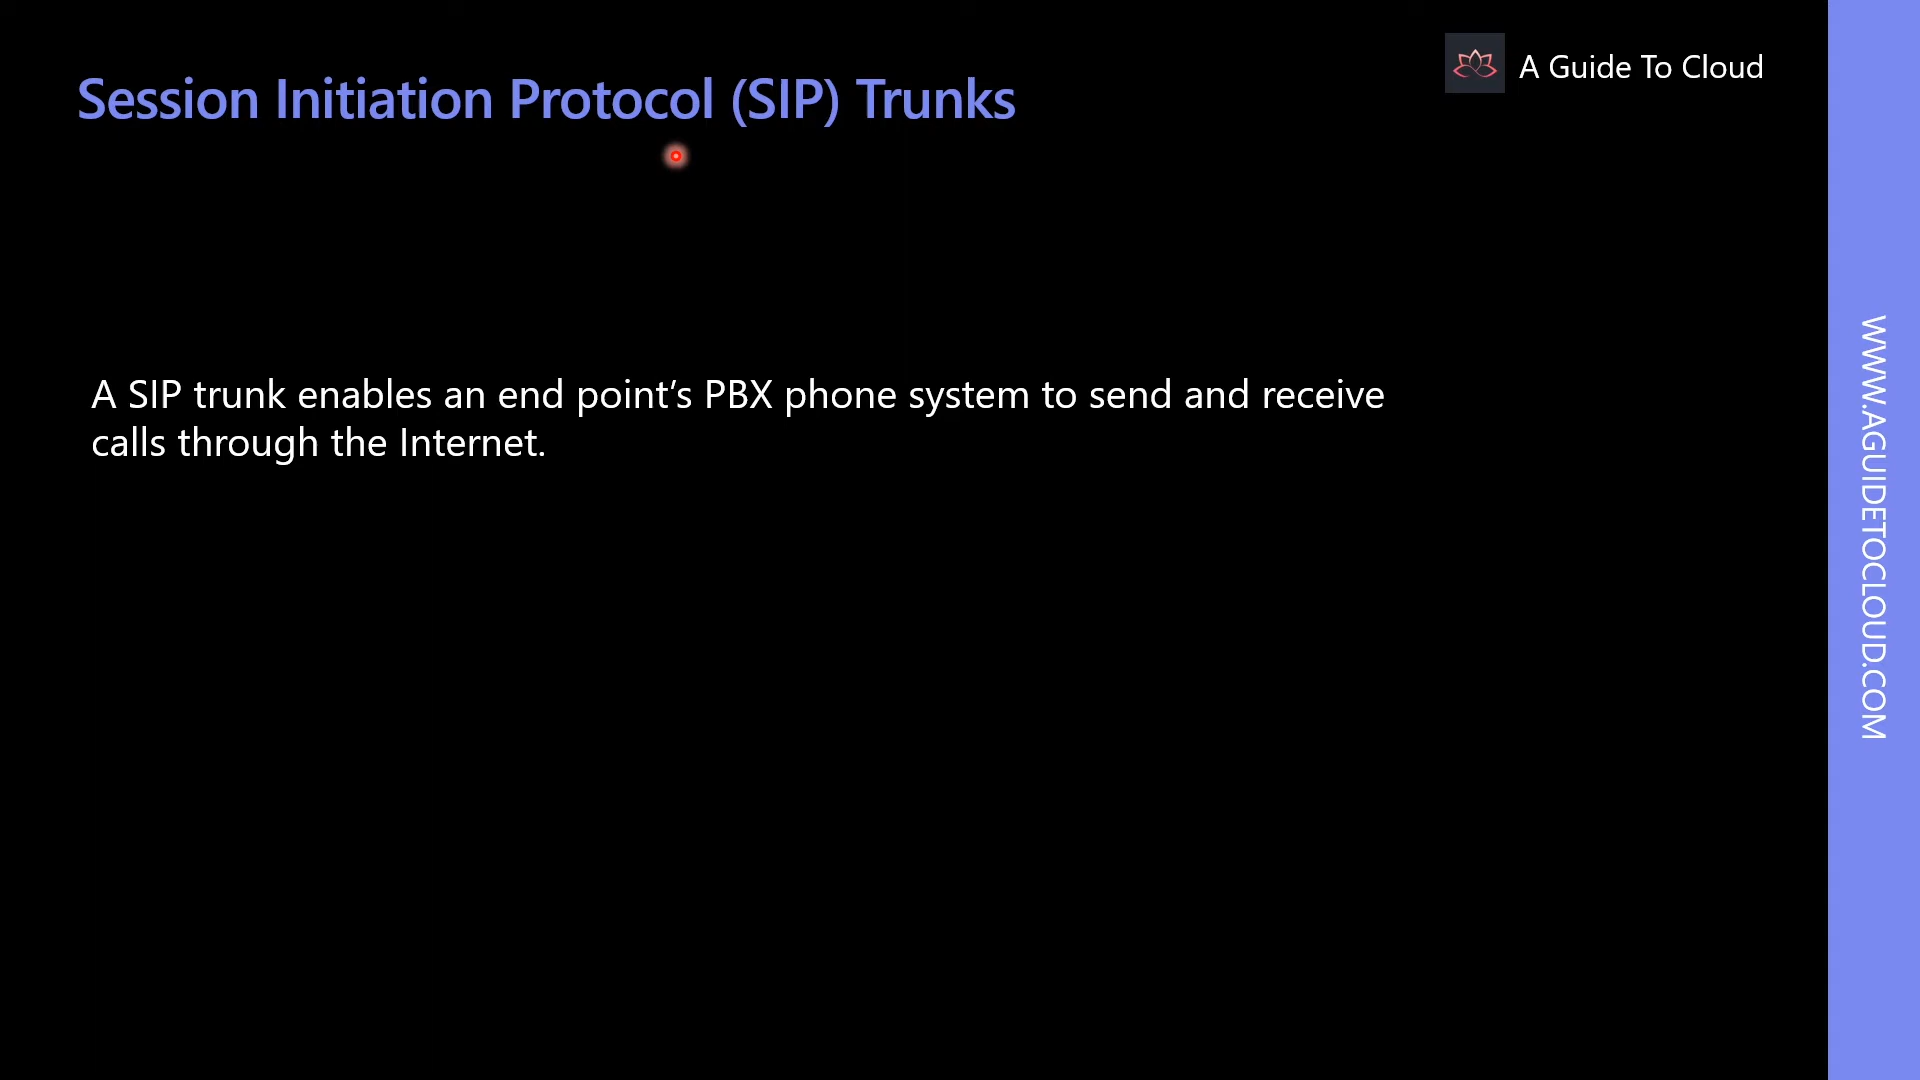 Session Initiation Protocol (SIP) Trunks
A Guide To Cloud
A SIP trunk enables an end point’s PBX phone system to send and receive
calls through the Internet.
WWW.AGUIDETOCLOUD.COM